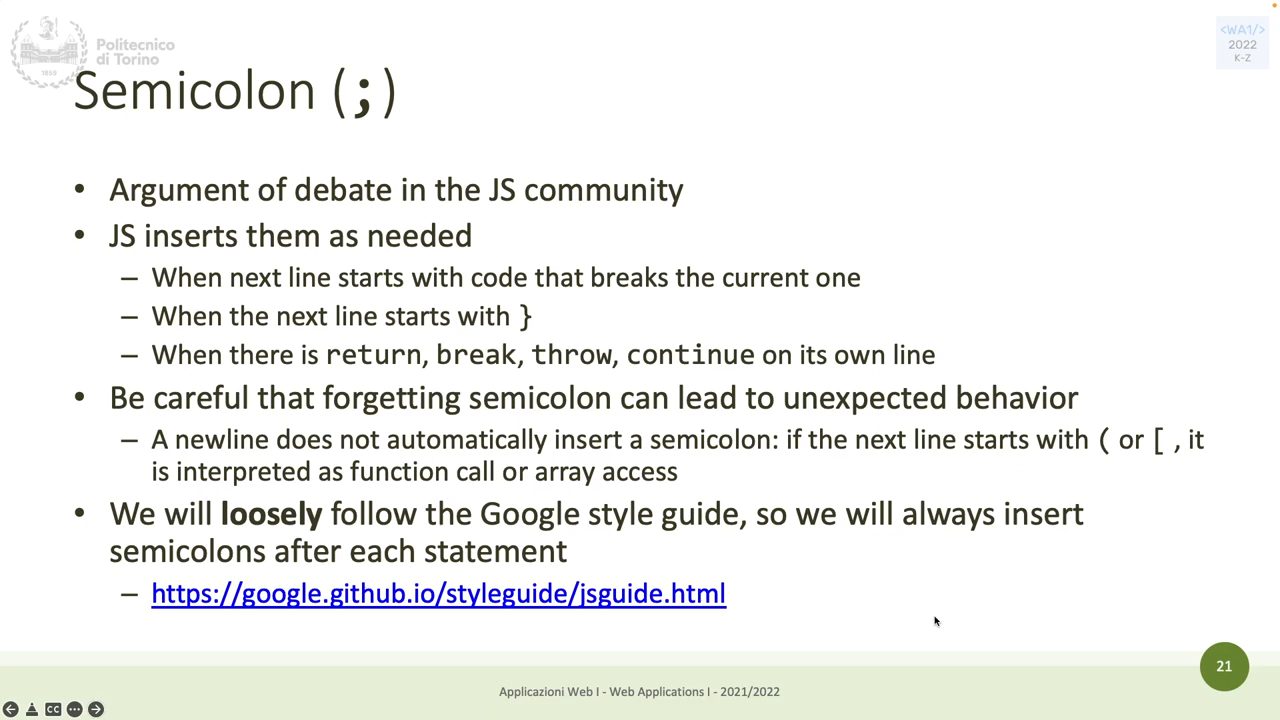 Politecnico
di Torino
1859
<WA1/>
2022
K-Z
Semicolon (;)
• Argument of debate in the JS community
• JS inserts them as needed
– When next line starts with code that breaks the current one
– When the next line starts with }
– When there is return, break, throw, continue on its own line
• Be careful that forgetting semicolon can lead to unexpected behavior
– A newline does not automatically insert a semicolon: if the next line starts with ( or [ , it
is interpreted as function call or array access
• We will loosely follow the Google style guide, so we will always insert
semicolons after each statement
– https://google.github.io/styleguide/jsguide.html
21
Applicazioni Web I - Web Applications I - 2021/2022
CC